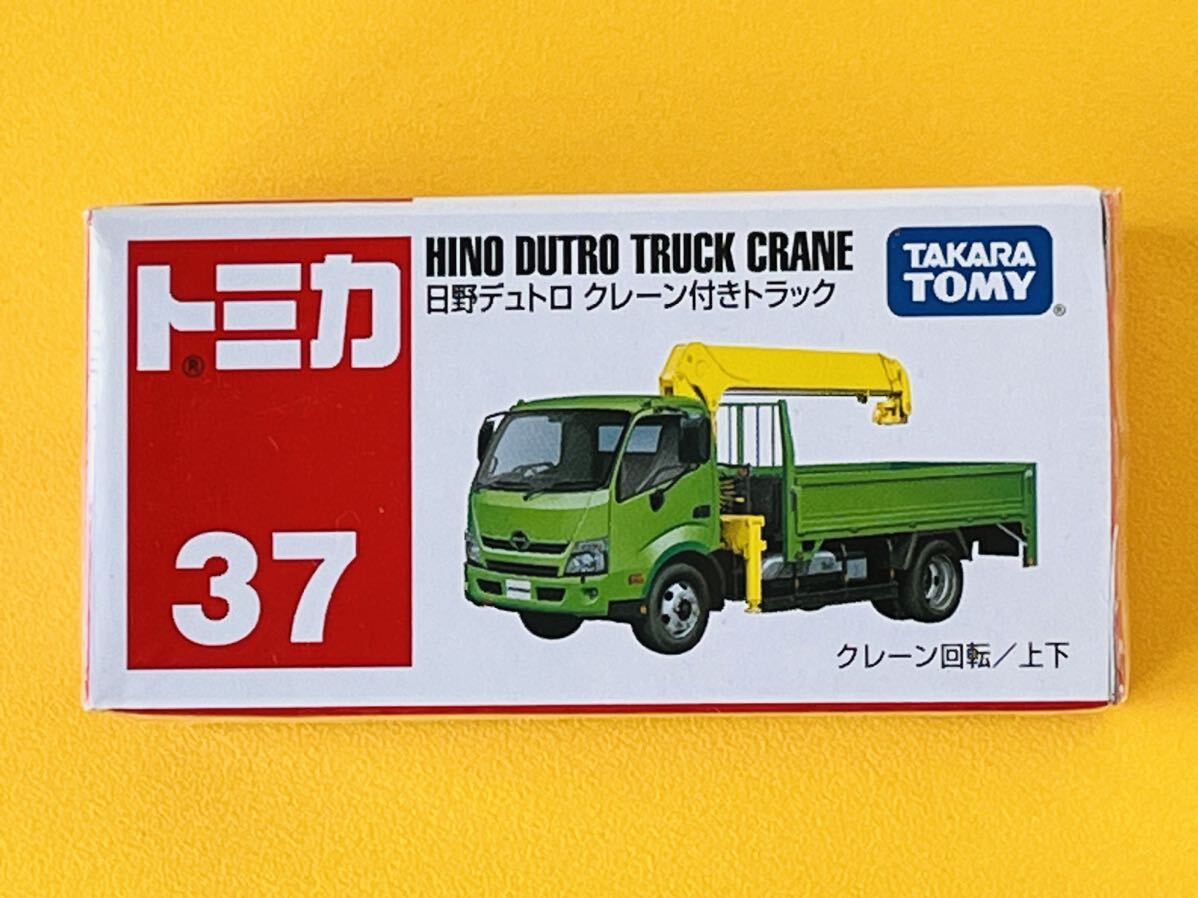 トミカ®
37
HINO DUTRO TRUCK CRANE
日野デュトロ クレーン付きトラック
TAKARA
TOMY®
クレーン回転/上下